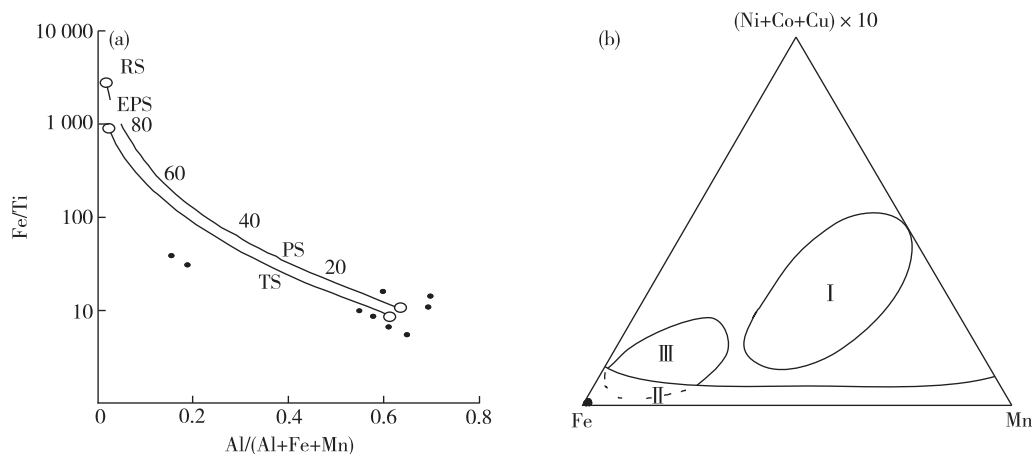 (a)
10 000
RS
EPS
1 000
80
60
100
40
PS
20
TS
10
Fe/Ti
0
0.2
0.4
0.6
0.8
Al/(Al+Fe+Mn)
(b)
(Ni+Co+Cu) × 10
I
III
II
Fe
Mn